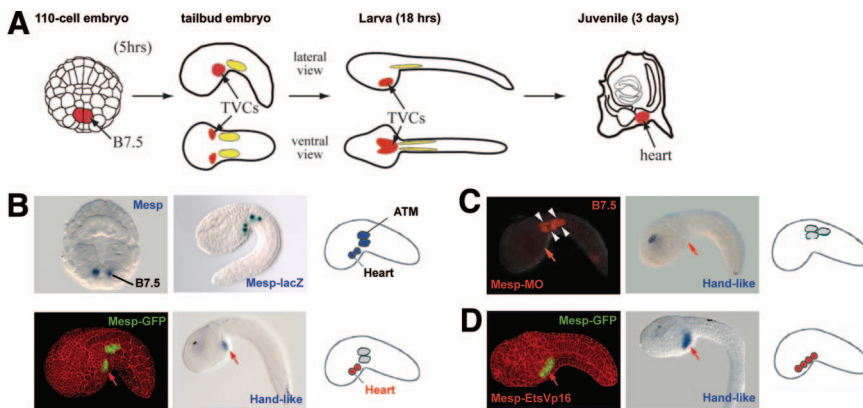 110-cell embryo
tailbud embryo
Larva (18 hrs)
Juvenile (3 days)
A
(5hrs)
lateral view
TVCs
TVCs
B7.5
ventral view
heart
B
Mesp
B7.5
Mesp-lacZ
ATM
Heart
C
B7.5
Mesp-MO
Hand-like
Mesp-GFP
Hand-like
Heart
D
Mesp-GFP
Mesp-EtsVp16
Hand-like